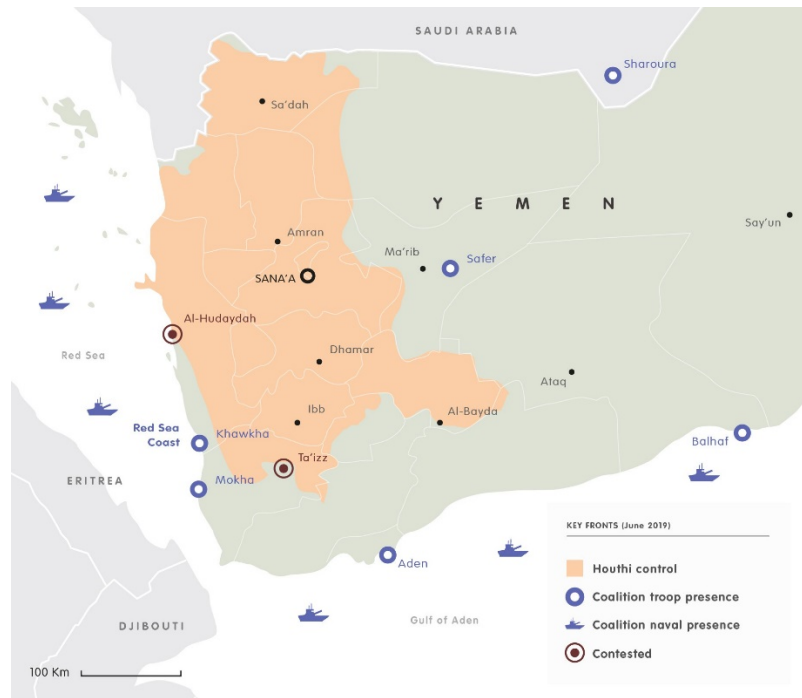 SAUDI ARABIA
Sharoura
Sa'dah
Y E M E N
Say'un
Amran
Ma'rib
Safer
SANA'A
Al-Hudaydah
Red Sea
Dhamar
Ataq
Ibb
Al-Bayda
Red Sea
Coast
Khawkha
Balhaf
Ta'izz
ERITREA
Mokha
Aden
DJIBOUTI
Gulf of Aden
100 Km
KEY FRONTS (June 2019)
Houthi control
Coalition troop presence
Coalition naval presence
Contested